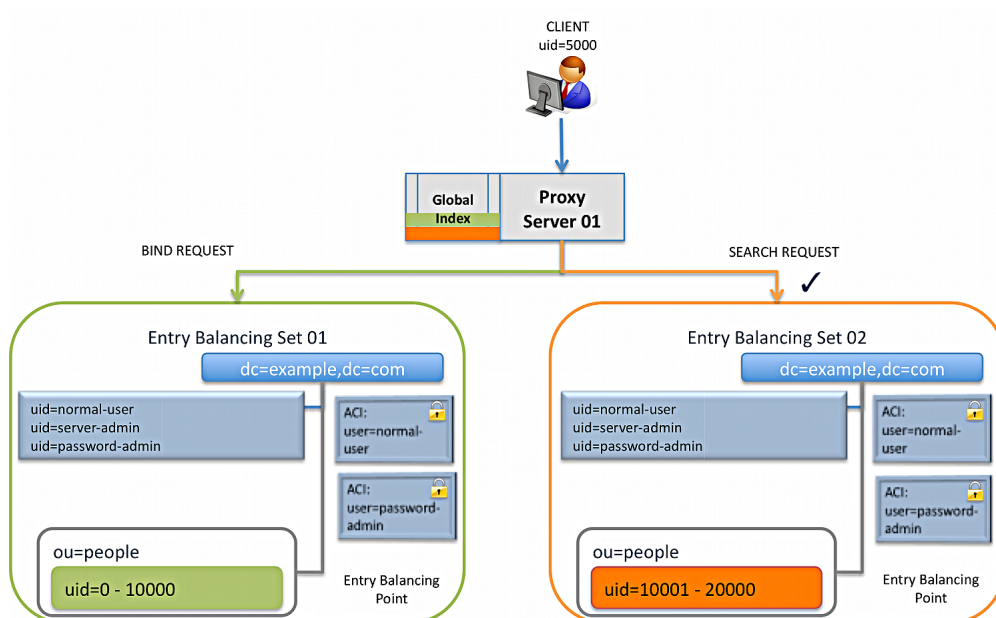 CLIENT
uid=5000
Global
Index
Proxy
Server 01
BIND REQUEST
SEARCH REQUEST
✓
Entry Balancing Set 01
dc=example,dc=com
uid=normal-user
uid=server-admin
uid=password-admin
ACI:
user=normal-
user
ACI:
user=password-
admin
ou=people
uid=0 - 10000
Entry Balancing
Point
Entry Balancing Set 02
dc=example,dc=com
uid=normal-user
uid=server-admin
uid=password-admin
ACI:
user=normal-
user
ACI:
user=password-
admin
ou=people
uid=10001 - 20000
Entry Balancing
Point